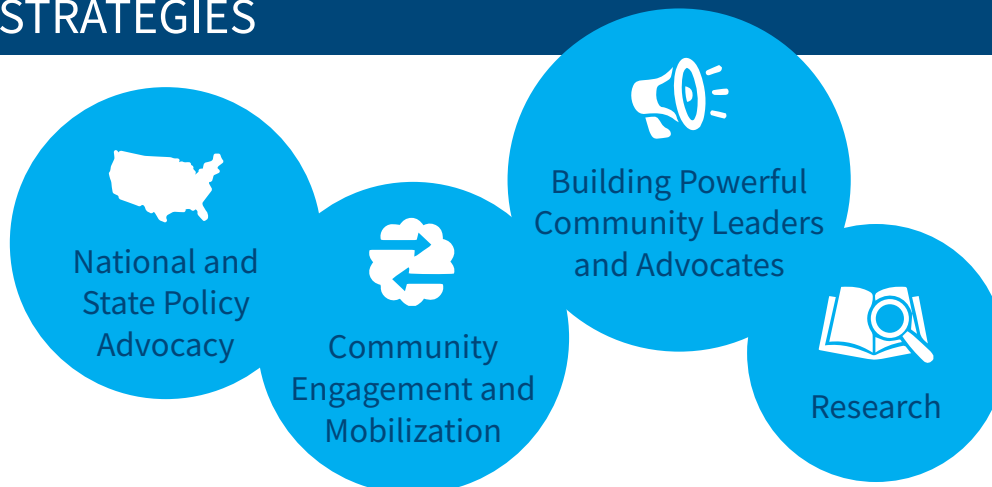 STRATEGIES
National and
State Policy
Advocacy
Community
Engagement and
Mobilization
Building Powerful
Community Leaders
and Advocates
Research